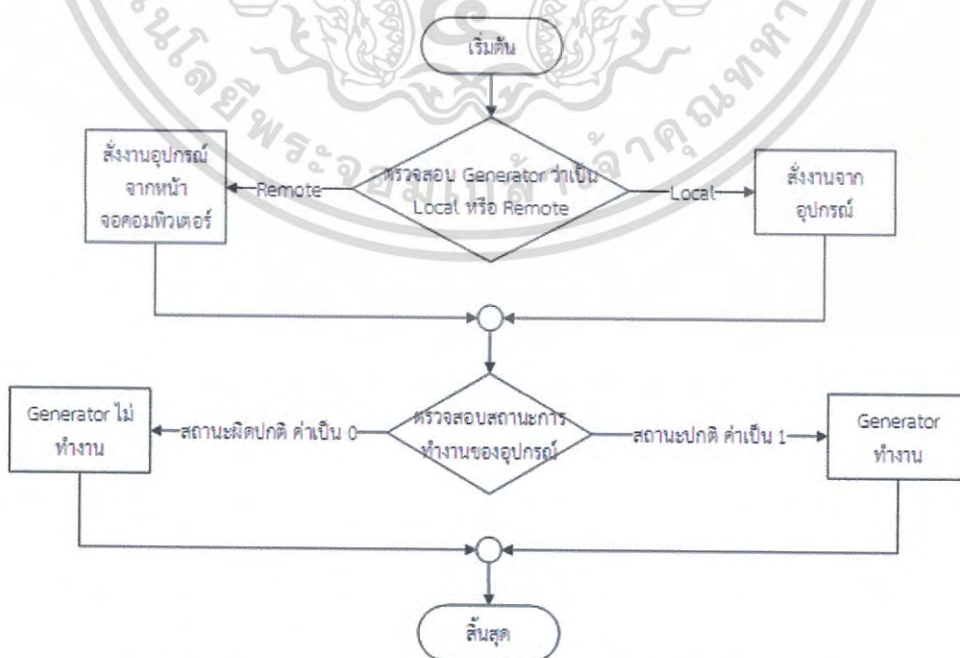 เริ่มต้น
สั่งงานอุปกรณ์
จากหน้า
จอคอมพิวเตอร์
Remote
ตรวจสอบ Generator ว่าเป็น
Local หรือ Remote
Local
สั่งงานจาก
อุปกรณ์
Generator ไม่
ทำงาน
สถานะผิดปกติ ค่าเป็น 0
ตรวจสอบสถานะการ
ทำงานของอุปกรณ์
สถานะปกติ ค่าเป็น 1
Generator
ทำงาน
สิ้นสุด